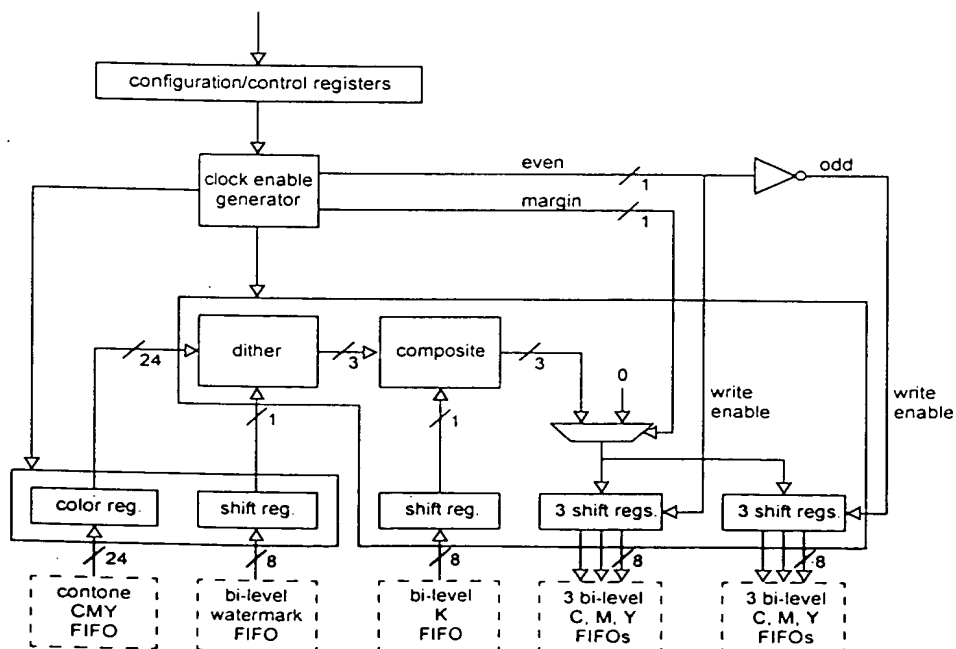 configuration/control registers
clock enable
generator
even
1
odd
margin
1
dither
composite
24
3
3
0
1
1
write
enable
write
enable
color reg.
shift reg.
shift reg.
3 shift regs.
3 shift regs.
24
8
8
8
8
contone
CMY
FIFO
bi-level
watermark
FIFO
bi-level
K
FIFO
3 bi-level
C, M, Y
FIFOs
3 bi-level
C, M, Y
FIFOs